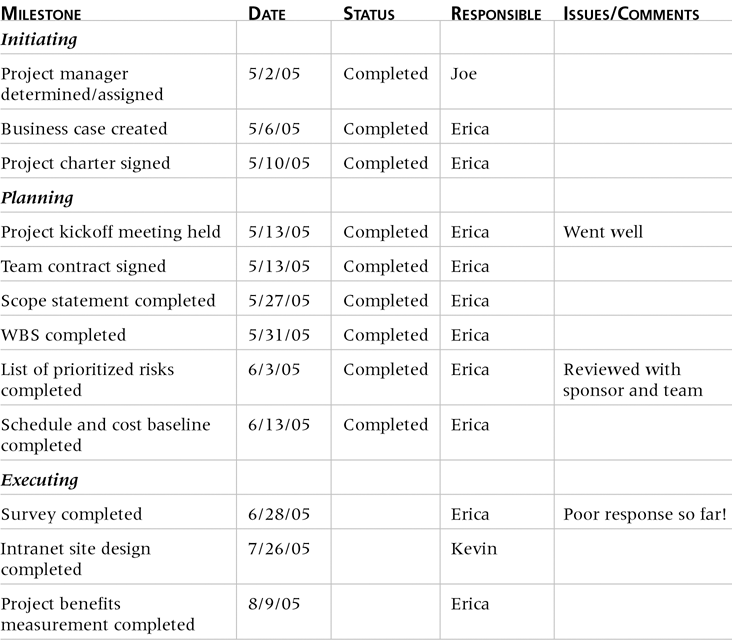 MILESTONE DATE STATUS RESPONSIBLE ISSUES/COMMENTS
Initiating
Project manager 5/2/05 Completed Joe
determined/assigned
Business case created 5/6/05 Completed Erica
Project charter signed 5/10/05 Completed Erica
Planning
Project kickoff meeting held 5/13/05 Completed Erica Went well
Team contract signed 5/13/05 Completed Erica
Scope statement completed 5/27/05 Completed Erica
WBS completed 5/31/05 Completed Erica
List of prioritized risks 6/3/05 Completed Erica Reviewed with
completed sponsor and team
Schedule and cost baseline 6/13/05 Completed Erica
completed
Executing
Survey completed 6/28/05 Erica Poor response so far!
Intranet site design 7/26/05 Kevin
completed
Project benefits 8/9/05 Erica
measurement completed